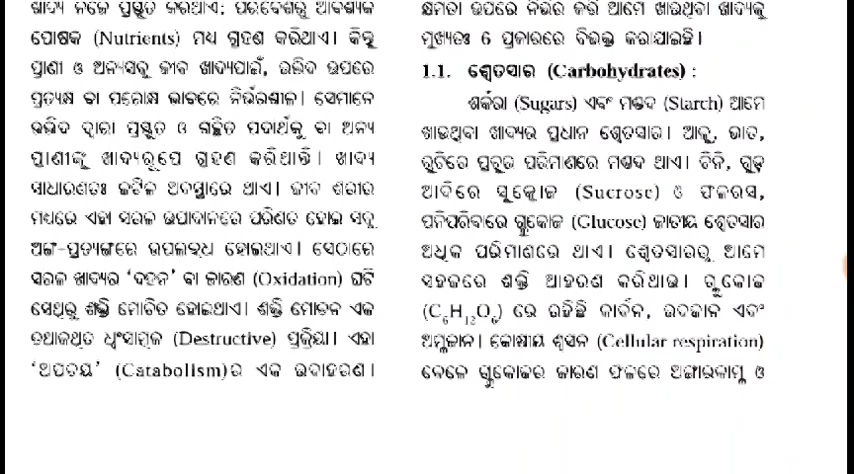 ଖାଦ୍ୟ ନିଜେ ପ୍ରସ୍ତୁତ କରିଥାଏ; ପରିବେଶରୁ ଆବଶ୍ୟକ
ପୋଷକ (Nutrients) ମଧ୍ୟ ଗ୍ରହଣ କରିଥାଏ। କିନ୍ତୁ
ପ୍ରାଣୀ ଓ ଅନ୍ୟସବୁ ଜୀବ ଖାଦ୍ୟପାଇଁ, ଉଦ୍ଭିଦ ଉପରେ
ପ୍ରତ୍ୟକ୍ଷ ବା ପରୋକ୍ଷ ଭାବରେ ନିର୍ଭରଶୀଳ। ସେମାନେ
ଉଦ୍ଭିଦ ଦ୍ୱାରା ପ୍ରସ୍ତୁତ ଓ ଗଚ୍ଛିତ ପଦାର୍ଥକୁ ବା ଅନ୍ୟ
ପ୍ରାଣୀଙ୍କୁ ଖାଦ୍ୟରୂପେ ଗ୍ରହଣ କରିଥାନ୍ତି। ଖାଦ୍ୟ
ସାଧାରଣତଃ ଜଟିଳ ଅବସ୍ଥାରେ ଥାଏ। ଜୀବ ଶରୀର
ମଧ୍ୟରେ ଏହା ସରଳ ଉପାଦାନରେ ପରିଣତ ହୋଇ ସବୁ
ଅଙ୍ଗ-ପ୍ରତ୍ୟଙ୍ଗରେ ଉପଲବ୍ଧ ହୋଇଥାଏ। ସେଠାରେ
ସରଳ ଖାଦ୍ୟର ‘ଦହନ’ ବା ଜାରଣ (Oxidation) ଘଟି
ସେଥିରୁ ଶକ୍ତି ମୋଚିତ ହୋଇଥାଏ। ଶକ୍ତି ମୋଚନ ଏକ
ତଥାକଥିତ ଧ୍ୱଂସାତ୍ମକ (Destructive) ପ୍ରକ୍ରିୟା। ଏହା
‘ଅପଚୟ’ (Catabolism)ର ଏକ ଉଦାହରଣ।
କ୍ଷମତା ଉପରେ ନିର୍ଭର କରି ଆମେ ଖାଉଥିବା ଖାଦ୍ୟକୁ
ମୁଖ୍ୟତଃ 6 ପ୍ରକାରରେ ବିଭକ୍ତ କରାଯାଇଛି।
1.1. ଶ୍ୱେତସାର (Carbohydrates) :
ଶର୍କରା (Sugars) ଏବଂ ମଣ୍ଡଦ (Starch) ଆମେ
ଖାଉଥିବା ଖାଦ୍ୟର ପ୍ରଧାନ ଶ୍ୱେତସାର। ଆଳୁ, ଭାତ,
ରୁଟିରେ ପ୍ରଚୁର ପରିମାଣରେ ମଣ୍ଡଦ ଥାଏ। ଚିନି, ଗୁଡ଼
ଆଦିରେ ସୁକ୍ରୋଜ (Sucrose) ଓ ଫଳରସ,
ପନିପରିବାରେ ଗ୍ଲୁକୋଜ (Glucose) ଜାତୀୟ ଶ୍ୱେତସାର
ଅଧିକ ପରିମାଣରେ ଥାଏ। ଶ୍ୱେତସାରରୁ ଆମେ
ସହଜରେ ଶକ୍ତି ଆହରଣ କରିଥାଉ। ଗ୍ଲୁକୋଜ
(C₆H₁₂O₆) ରେ ରହିଛି କାର୍ବନ, ଉଦଜାନ ଏବଂ
ଅମ୍ଳଜାନ। କୋଷୀୟ ଶ୍ୱସନ (Cellular respiration)
ବେଳେ ଗ୍ଲୁକୋଜର ଜାରଣ ଫଳରେ ଅଙ୍ଗାରକାମ୍ଳ ଓ